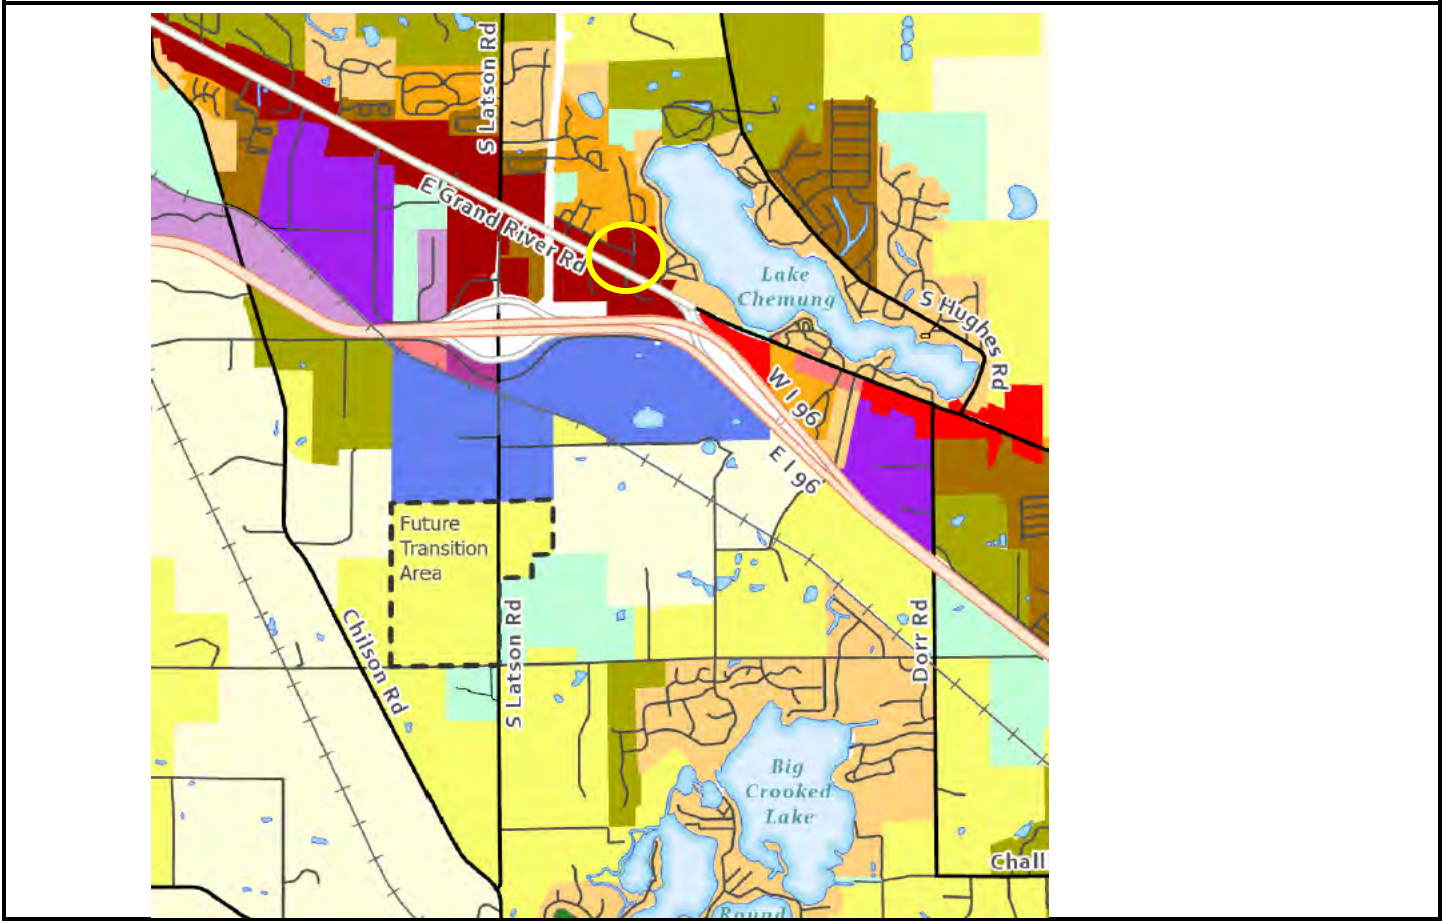 S Latson Rd
E Grand River Rd
Lake
Chemung
S Hughes Rd
W I 96
E I 96
Future
Transition
Area
Chilson Rd
S Latson Rd
Dorr Rd
Big
Crooked
Lake
Chall
Round